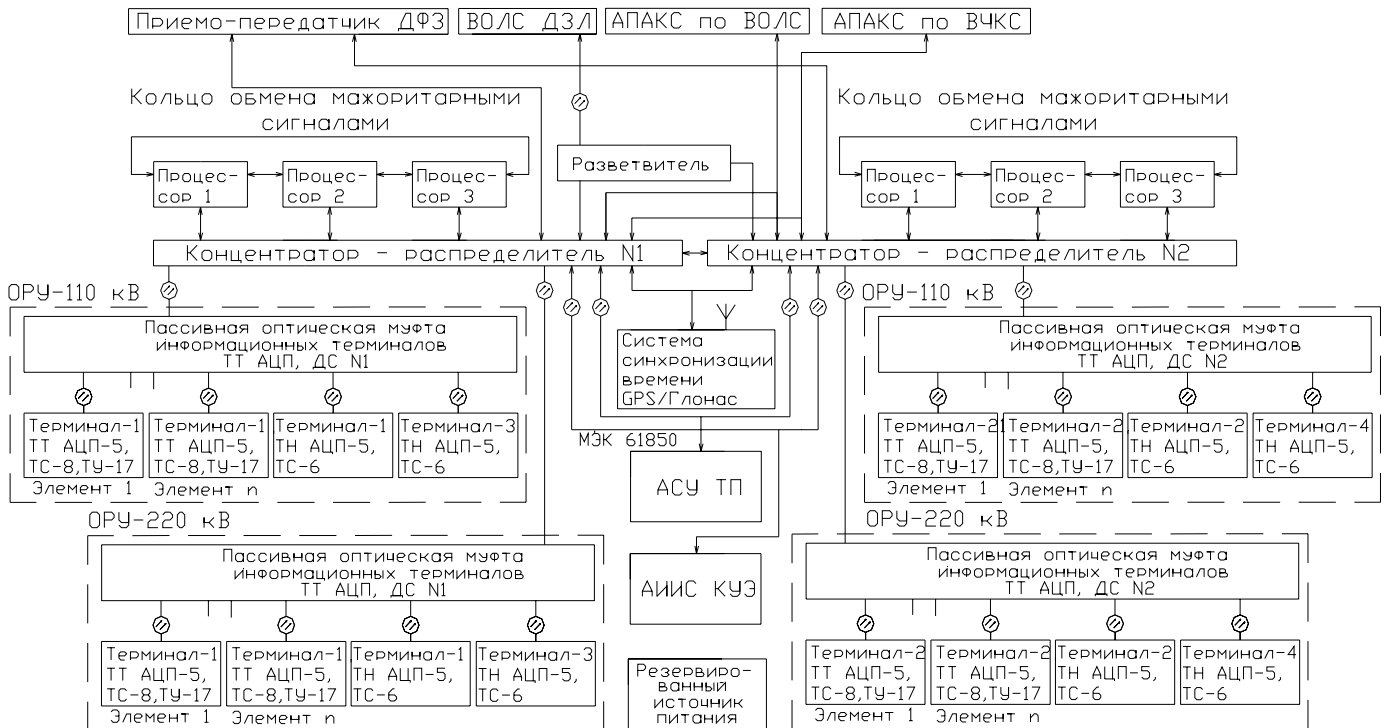 Приемо-передатчик ДФЗ
ВОЛС ДЗЛ
АПАКС по ВОЛС
АПАКС по ВЧКС
Кольцо обмена мажоритарными
сигналами
Кольцо обмена мажоритарными
сигналами
Разветвитель
Процес-
сор 1
Процес-
сор 2
Процес-
сор 3
Процес-
сор 1
Процес-
сор 2
Процес-
сор 3
Концентратор - распределитель N1
Концентратор - распределитель N2
ОРУ-110 кВ
Пассивная оптическая муфта
информационных терминалов
ТТ АЦП, ДС N1
Терминал-1
ТТ АЦП-5,
ТС-8,ТУ-17
Элемент 1
Терминал-1
ТТ АЦП-5,
ТС-8,ТУ-17
Элемент n
Терминал-1
ТН АЦП-5,
ТС-6
Терминал-3
ТН АЦП-5,
ТС-6
Система
синхронизации
времени
GPS/Глонас
МЭК 61850
АСУ ТП
АИИС КУЭ
Резервиро-
ванный
источник
питания
ОРУ-110 кВ
Пассивная оптическая муфта
информационных терминалов
ТТ АЦП, ДС N2
Терминал-21
ТТ АЦП-5,
ТС-8,ТУ-17
Элемент 1
Терминал-2
ТТ АЦП-5,
ТС-8,ТУ-17
Элемент n
Терминал-2
ТН АЦП-5,
ТС-6
Терминал-4
ТН АЦП-5,
ТС-6
ОРУ-220 кВ
Пассивная оптическая муфта
информационных терминалов
ТТ АЦП, ДС N1
Терминал-1
ТТ АЦП-5,
ТС-8,ТУ-17
Элемент 1
Терминал-1
ТТ АЦП-5,
ТС-8,ТУ-17
Элемент n
Терминал-1
ТН АЦП-5,
ТС-6
Терминал-3
ТН АЦП-5,
ТС-6
ОРУ-220 кВ
Пассивная оптическая муфта
информационных терминалов
ТТ АЦП, ДС N2
Терминал-2
ТТ АЦП-5,
ТС-8,ТУ-17
Элемент 1
Терминал-2
ТТ АЦП-5,
ТС-8,ТУ-17
Элемент n
Терминал-2
ТН АЦП-5,
ТС-6
Терминал-4
ТН АЦП-5,
ТС-6